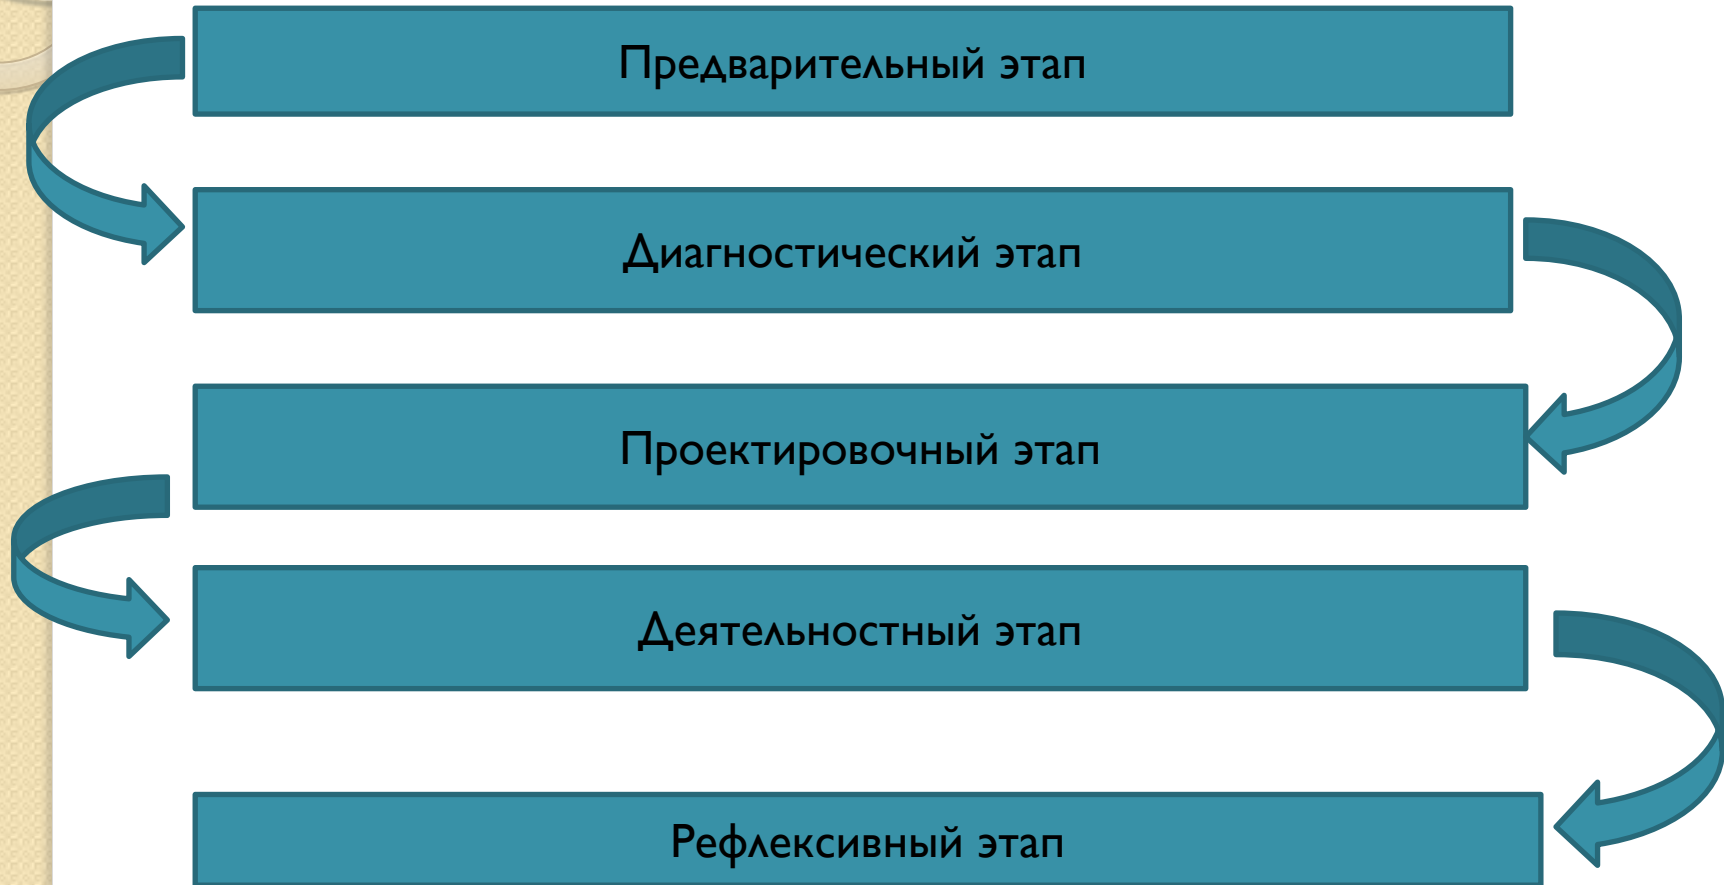 Предварительный этап
Диагностический этап
Проектировочный этап
Деятельностный этап
Рефлексивный этап